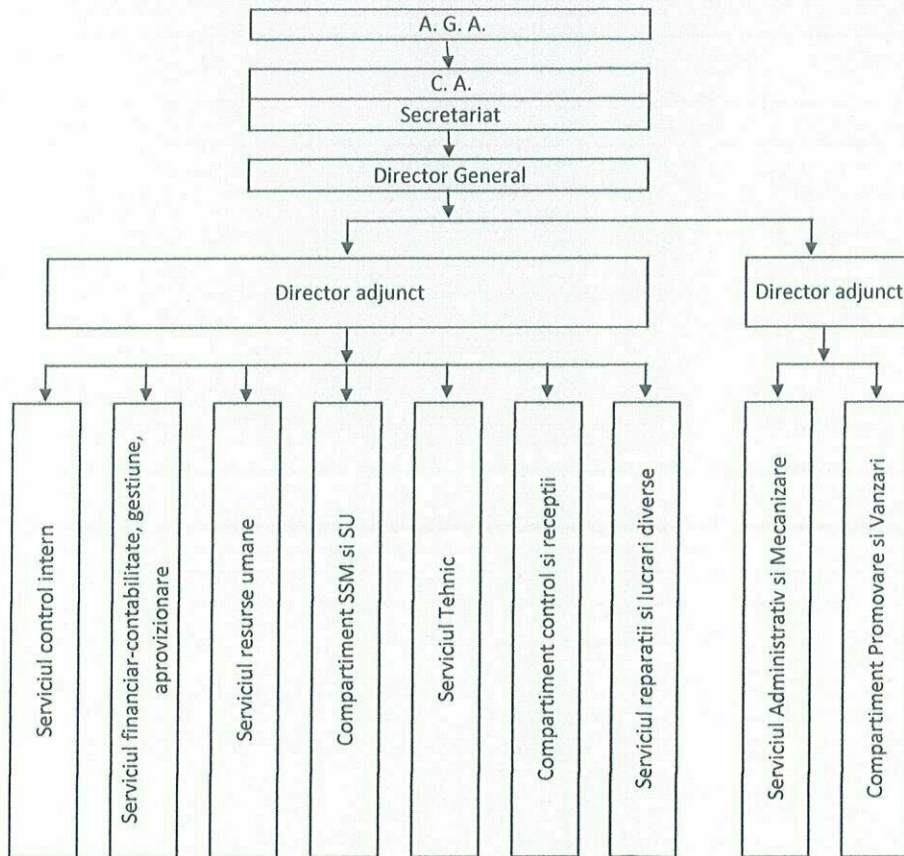 A. G. A.
C. A.
Secretariat
Director General
Director adjunct
Director adjunct
Serviciul control intern
Serviciul financiar-contabilitate, gestiune,
aprovizionare
Serviciul resurse umane
Compartiment SSM si SU
Serviciul Tehnic
Compartiment control si receptii
Serviciul reparatii si lucrari diverse
Serviciul Administrativ si Mecanizare
Compartiment Promovare si Vanzari